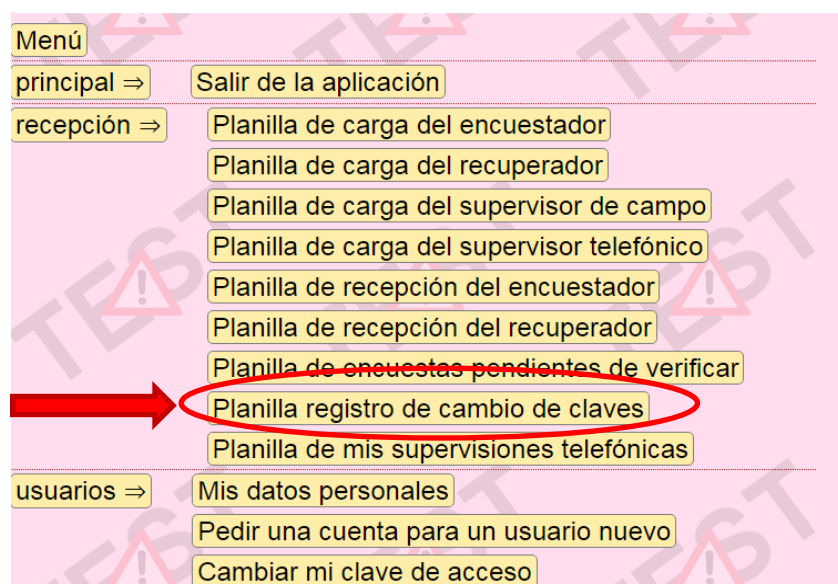 Menú
principal ⇒ Salir de la aplicación
recepción ⇒ Planilla de carga del encuestador
Planilla de carga del recuperador
Planilla de carga del supervisor de campo
Planilla de carga del supervisor telefónico
Planilla de recepción del encuestador
Planilla de recepción del recuperador
Planilla de encuestas pendientes de verificar
Planilla registro de cambio de claves
Planilla de mis supervisiones telefónicas
usuarios ⇒ Mis datos personales
Pedir una cuenta para un usuario nuevo
Cambiar mi clave de acceso
TEST
TEST
TEST